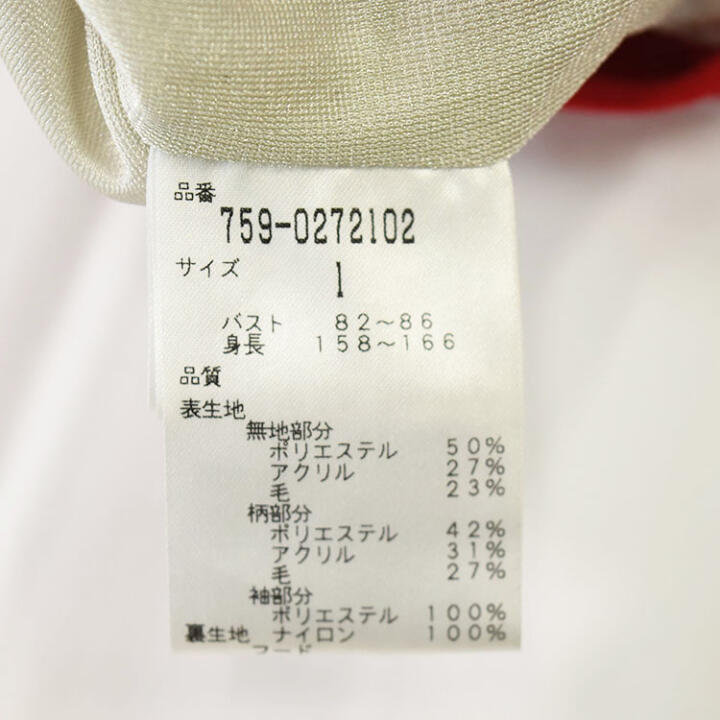 品番
759-0272102
サイズ
1
バスト 82～86
身長 158～166
品質
表生地
無地部分
ポリエステル 50%
アクリル 27%
毛 23%
柄部分
ポリエステル 42%
アクリル 31%
毛 27%
袖部分
ポリエステル 100%
裏生地 ナイロン 100%
フード